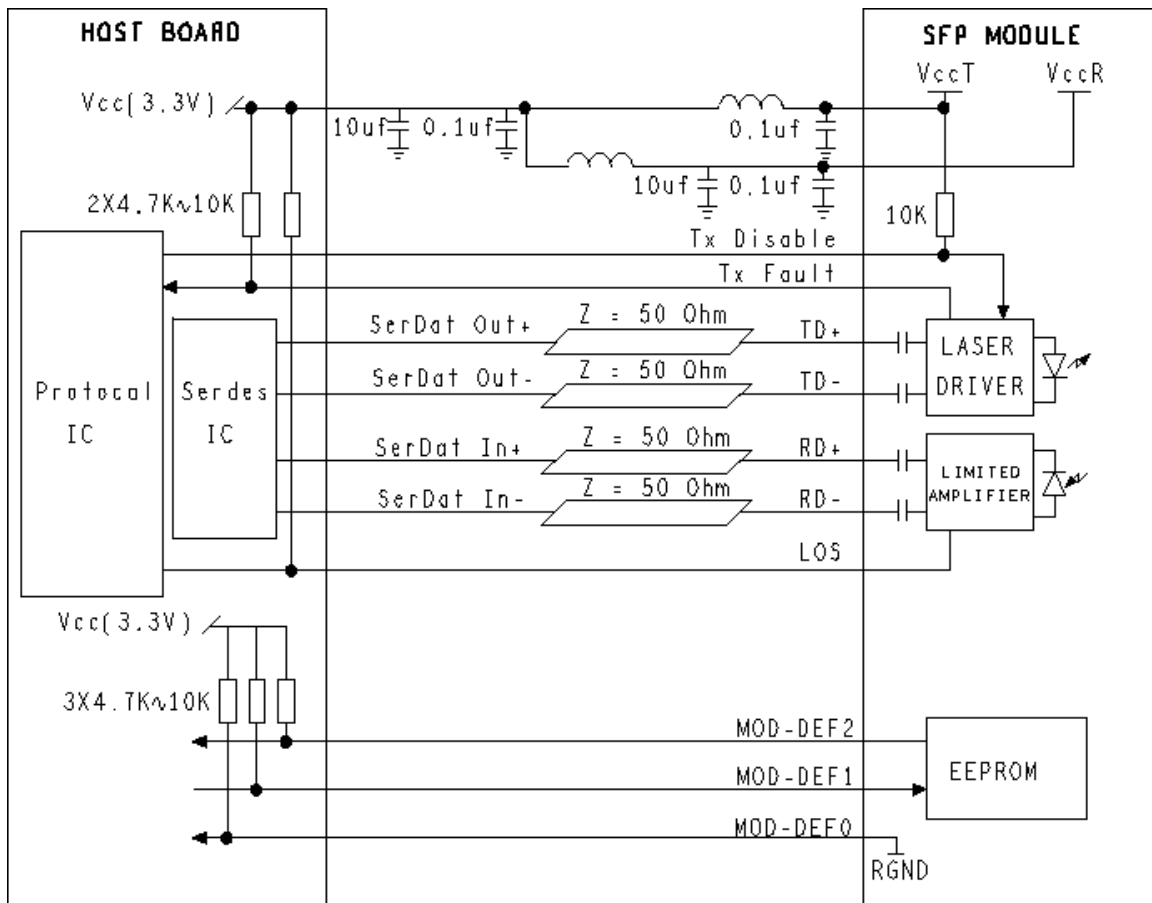 HOST BOARD
SFP MODULE
VccT
VccR
Vcc(3.3V)
10uf
0.1uf
0.1uf
10uf
0.1uf
2X4.7K~10K
10K
Tx Disable
Tx Fault
SerDat Out+
Z = 50 Ohm
TD+
SerDat Out-
Z = 50 Ohm
TD-
LASER
DRIVER
Protocal
IC
Serdes
IC
SerDat In+
Z = 50 Ohm
RD+
SerDat In-
Z = 50 Ohm
RD-
LIMITED
AMPLIFIER
LOS
Vcc(3.3V)
3X4.7K~10K
MOD-DEF2
MOD-DEF1
MOD-DEF0
EEPROM
RGND